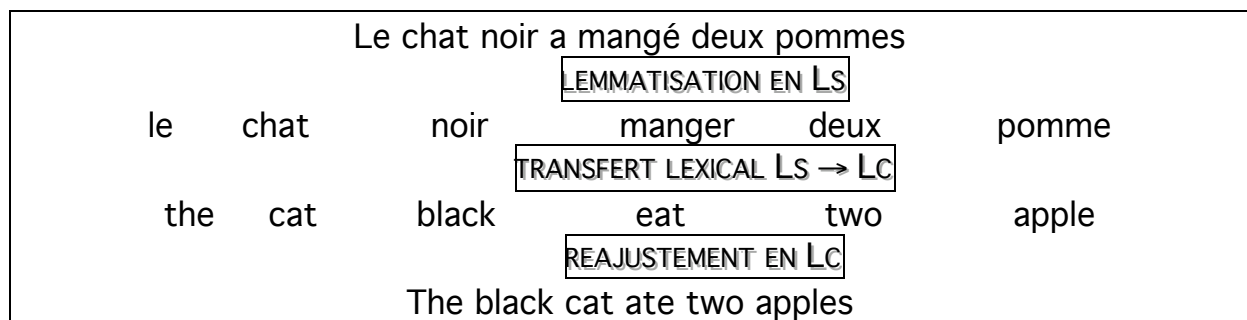 Le chat noir a mangé deux pommes
LEMMATISATION EN LS
le chat noir manger deux pomme
TRANSFERT LEXICAL LS → LC
the cat black eat two apple
REAJUSTEMENT EN LC
The black cat ate two apples